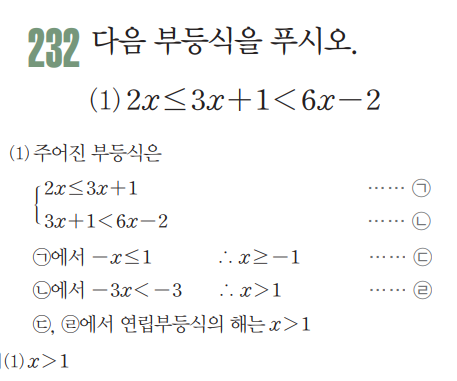 232 다음 부등식을 푸시오.
(1) 2x≤3x+1<6x−2
(1) 주어진 부등식은
2x≤3x+1 …… ㉠
3x+1<6x−2 …… ㉡
㉠에서 −x≤1 ∴ x≥−1 …… ㉢
㉡에서 −3x<−3 ∴ x>1 …… ㉣
㉢, ㉣에서 연립부등식의 해는 x>1
(1) x>1